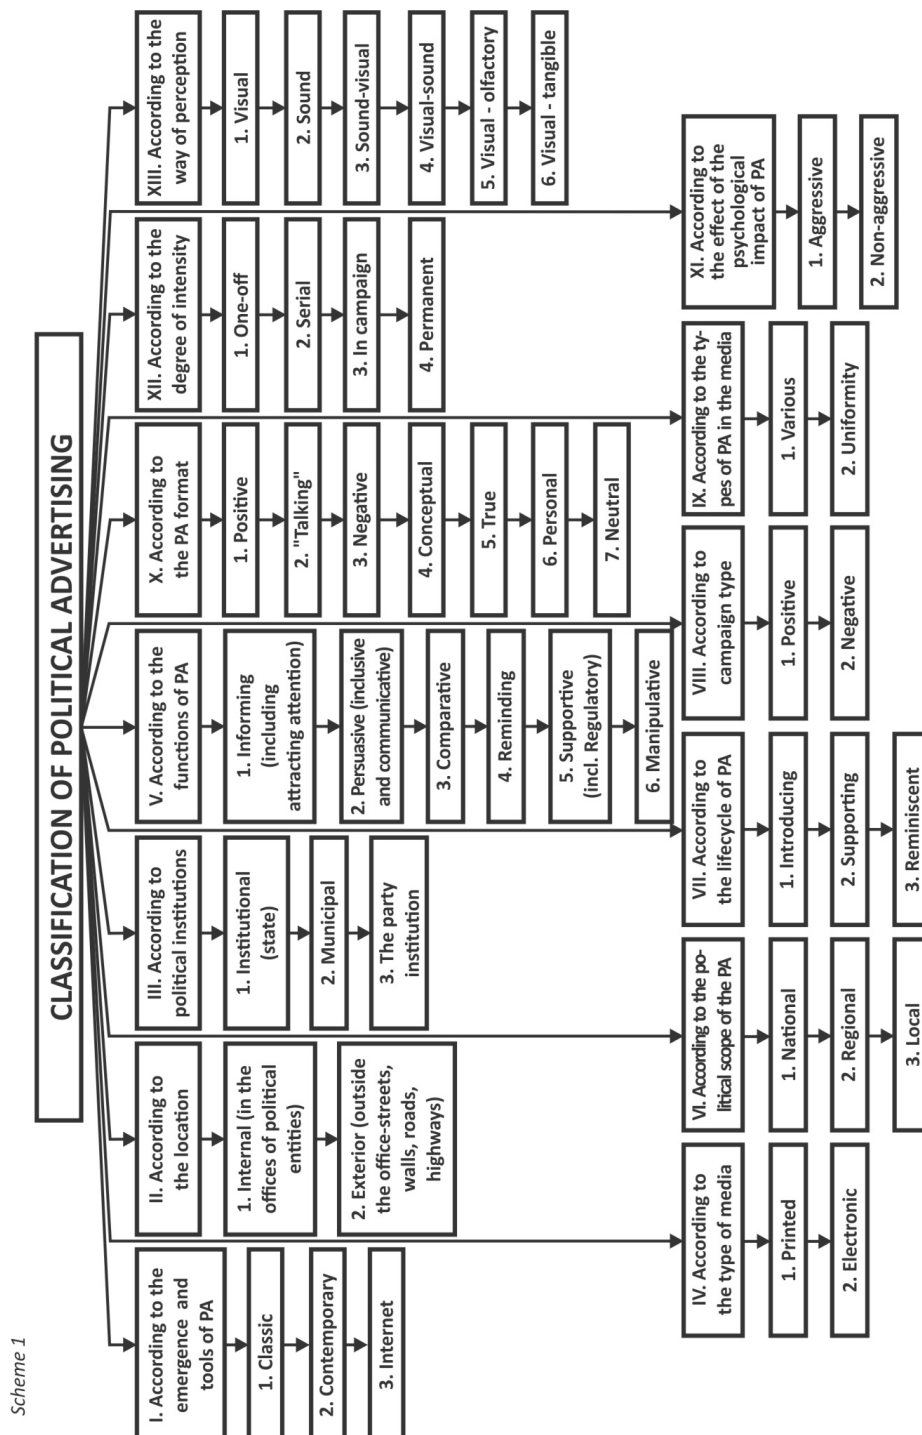 Scheme 1
CLASSIFICATION OF POLITICAL ADVERTISING
I. According to the
emergence and
tools of PA
1. Classic
2. Contemporary
3. Internet
II. According to
the location
1. Internal (in the
offices of political
entities)
2. Exterior (outside
the office-streets,
walls, roads,
highways)
III. According to
political institutions
1. Institutional
(state)
2. Municipal
3. The party
institution
V. According to the
functions of PA
1. Informing
(including
attracting attention)
2. Persuasive (inclusive
and communicative)
3. Comparative
4. Reminding
5. Supportive
(incl. Regulatory)
6. Manipulative
X. According to
the PA format
1. Positive
2. "Talking"
3. Negative
4. Conceptual
5. True
6. Personal
7. Neutral
XII. According to the
degree of intensity
1. One-off
2. Serial
3. In campaign
4. Permanent
XIII. According to the
way of perception
1. Visual
2. Sound
3. Sound-visual
4. Visual-sound
5. Visual - olfactory
6. Visual - tangible
IV. According to
the type of media
1. Printed
2. Electronic
VI. According to the po-
litical scope of the PA
1. National
2. Regional
3. Local
VII. According to
the lifecycle of PA
1. Introducing
2. Supporting
3. Reminiscent
VIII. According to
campaign type
1. Positive
2. Negative
IX. According to the ty-
pes of PA in the media
1. Various
2. Uniformity
XI. According to
the effect of the
psychological
impact of PA
1. Aggressive
2. Non-aggressive